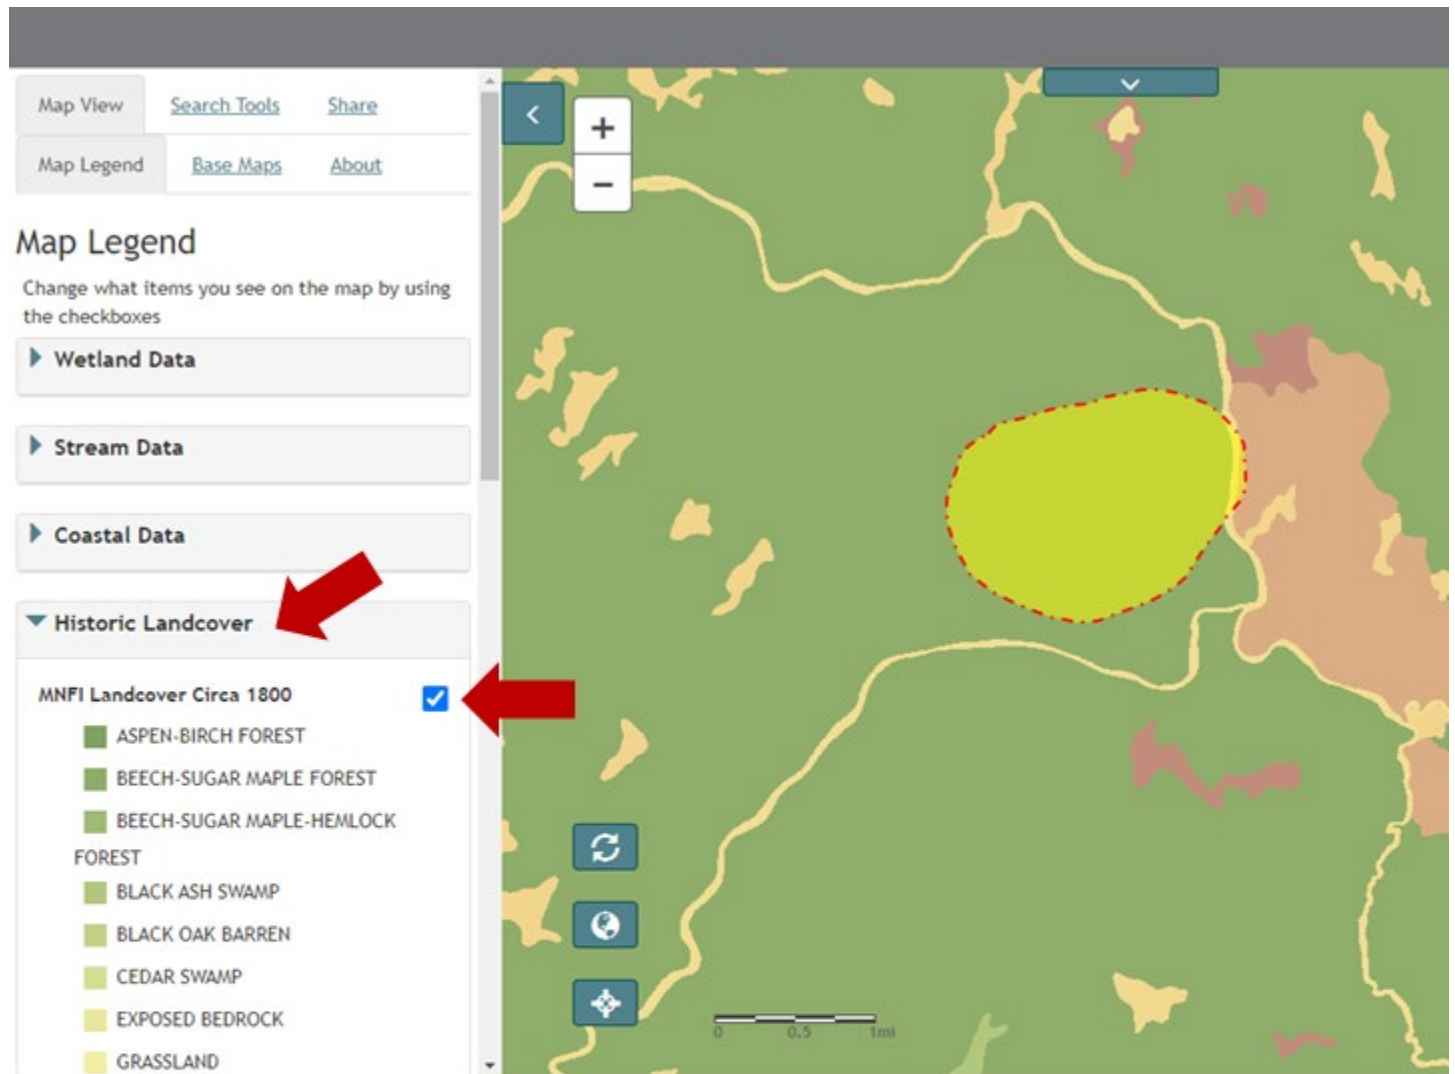 Map View Search Tools Share
Map Legend Base Maps About
Map Legend
Change what items you see on the map by using
the checkboxes
Wetland Data
Stream Data
Coastal Data
Historic Landcover
MNFI Landcover Circa 1800
ASPEN-BIRCH FOREST
BEECH-SUGAR MAPLE FOREST
BEECH-SUGAR MAPLE-HEMLOCK
FOREST
BLACK ASH SWAMP
BLACK OAK BARREN
CEDAR SWAMP
EXPOSED BEDROCK
GRASSLAND
+
−
0 0.5 1mi